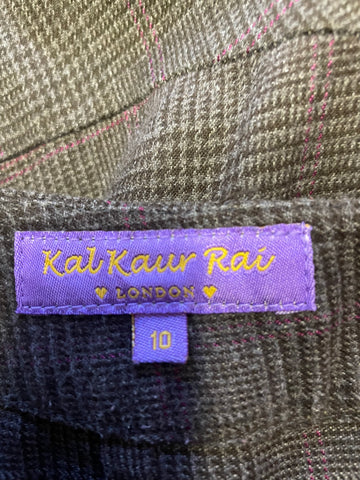 Kal Kaur Rai
♥ LONDON ♥
10